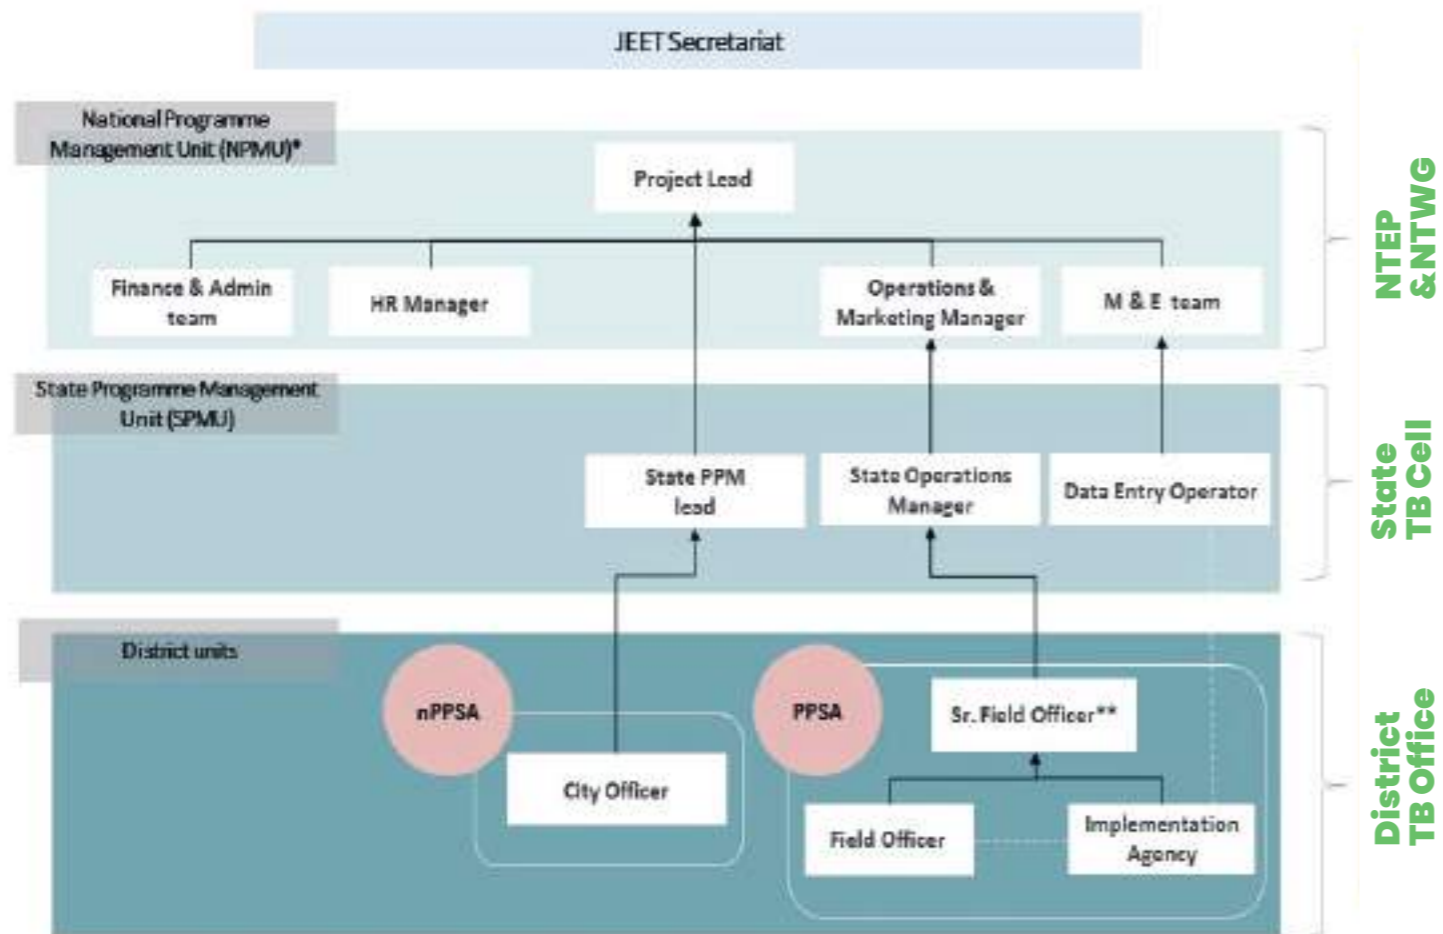 JEET Secretariat
National Programme
Management Unit (NPMU)*
Project Lead
Finance & Admin
team
HR Manager
Operations &
Marketing Manager
M & E team
NTEP
&NTWG
State Programme Management
Unit (SPMU)
State PPM
lead
State Operations
Manager
Data Entry Operator
State
TB Cell
District units
nPPSA
City Officer
PPSA
Sr. Field Officer**
Field Officer
Implementation
Agency
District
TB Office